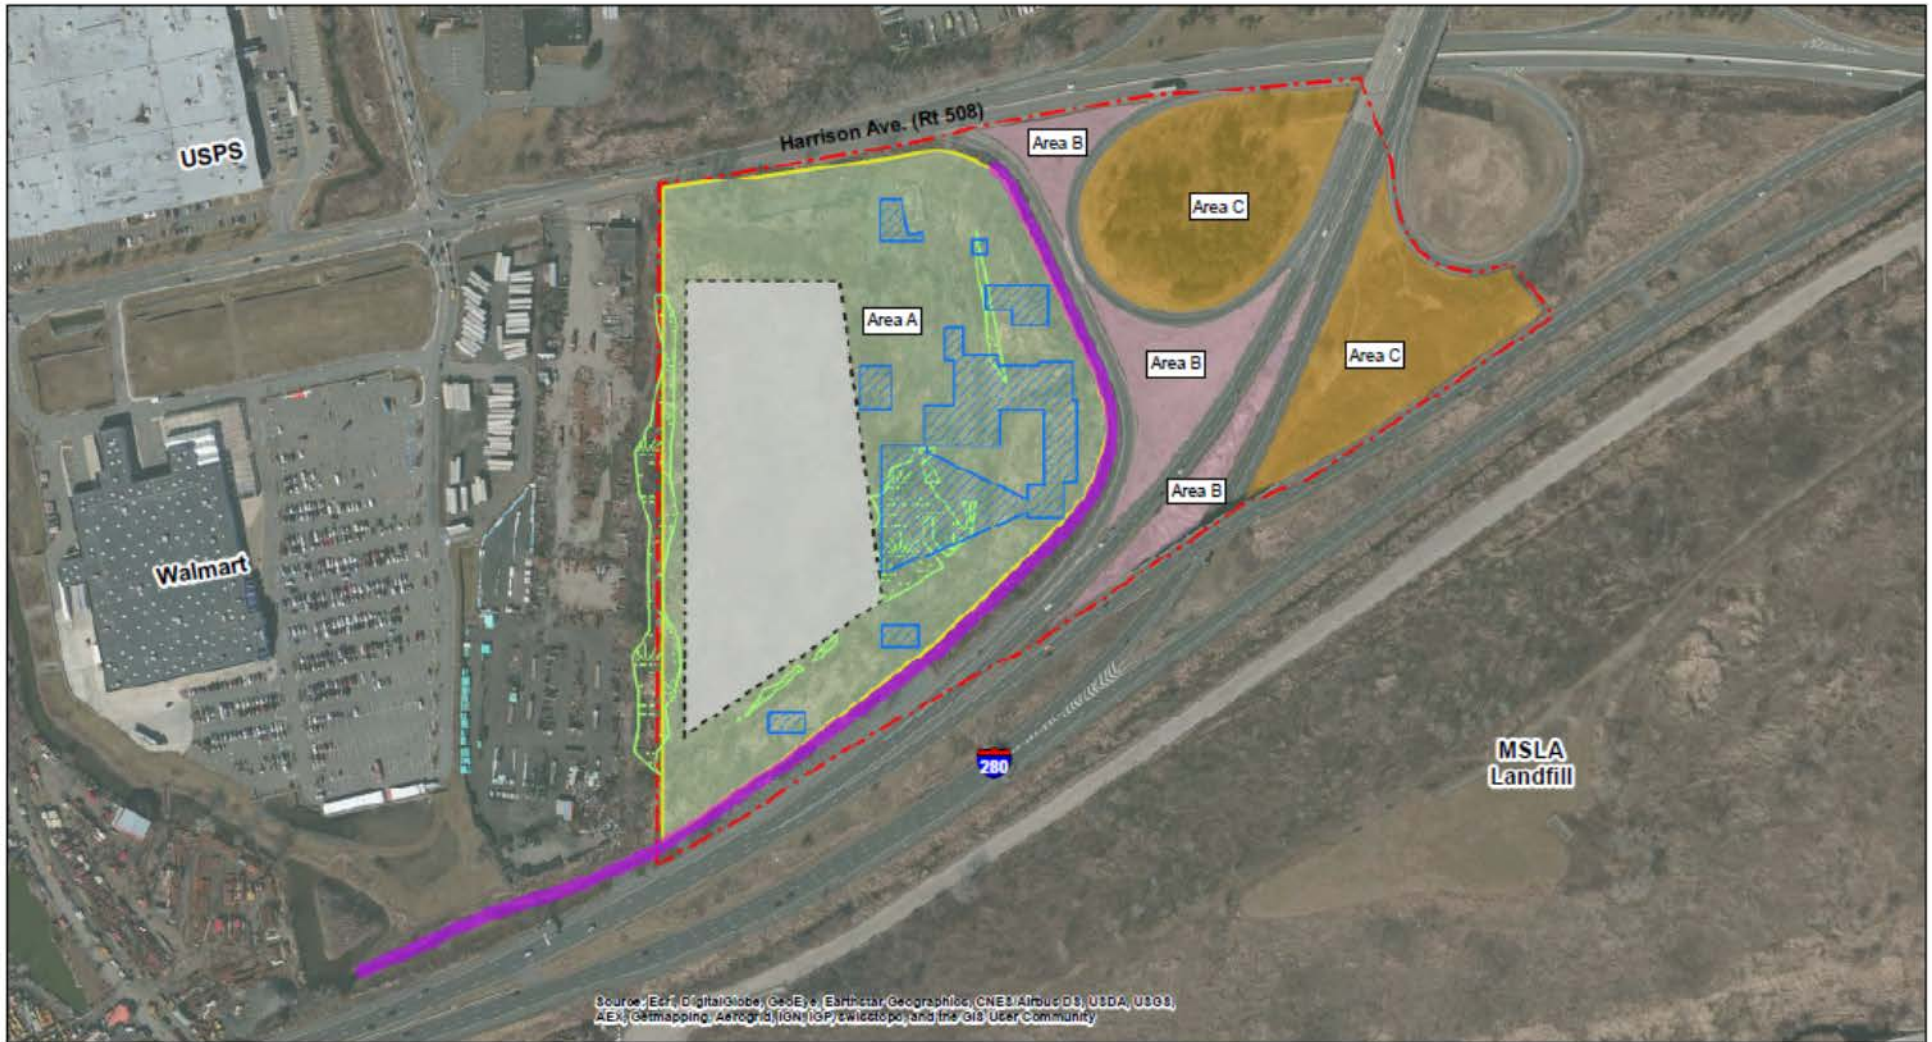 USPS
Harrison Ave. (Rt 508)
Area B
Area C
Area A
Area B
Area C
Area B
Walmart
280
MSLA
Landfill
Source: Esri, DigitalGlobe, GeoEye, Earthstar Geographics, CNES/Airbus DS, USDA, USGS,
AEX, Getmapping, Aerogrid, IGN, IGP, swisstopo, and the GIS User Community